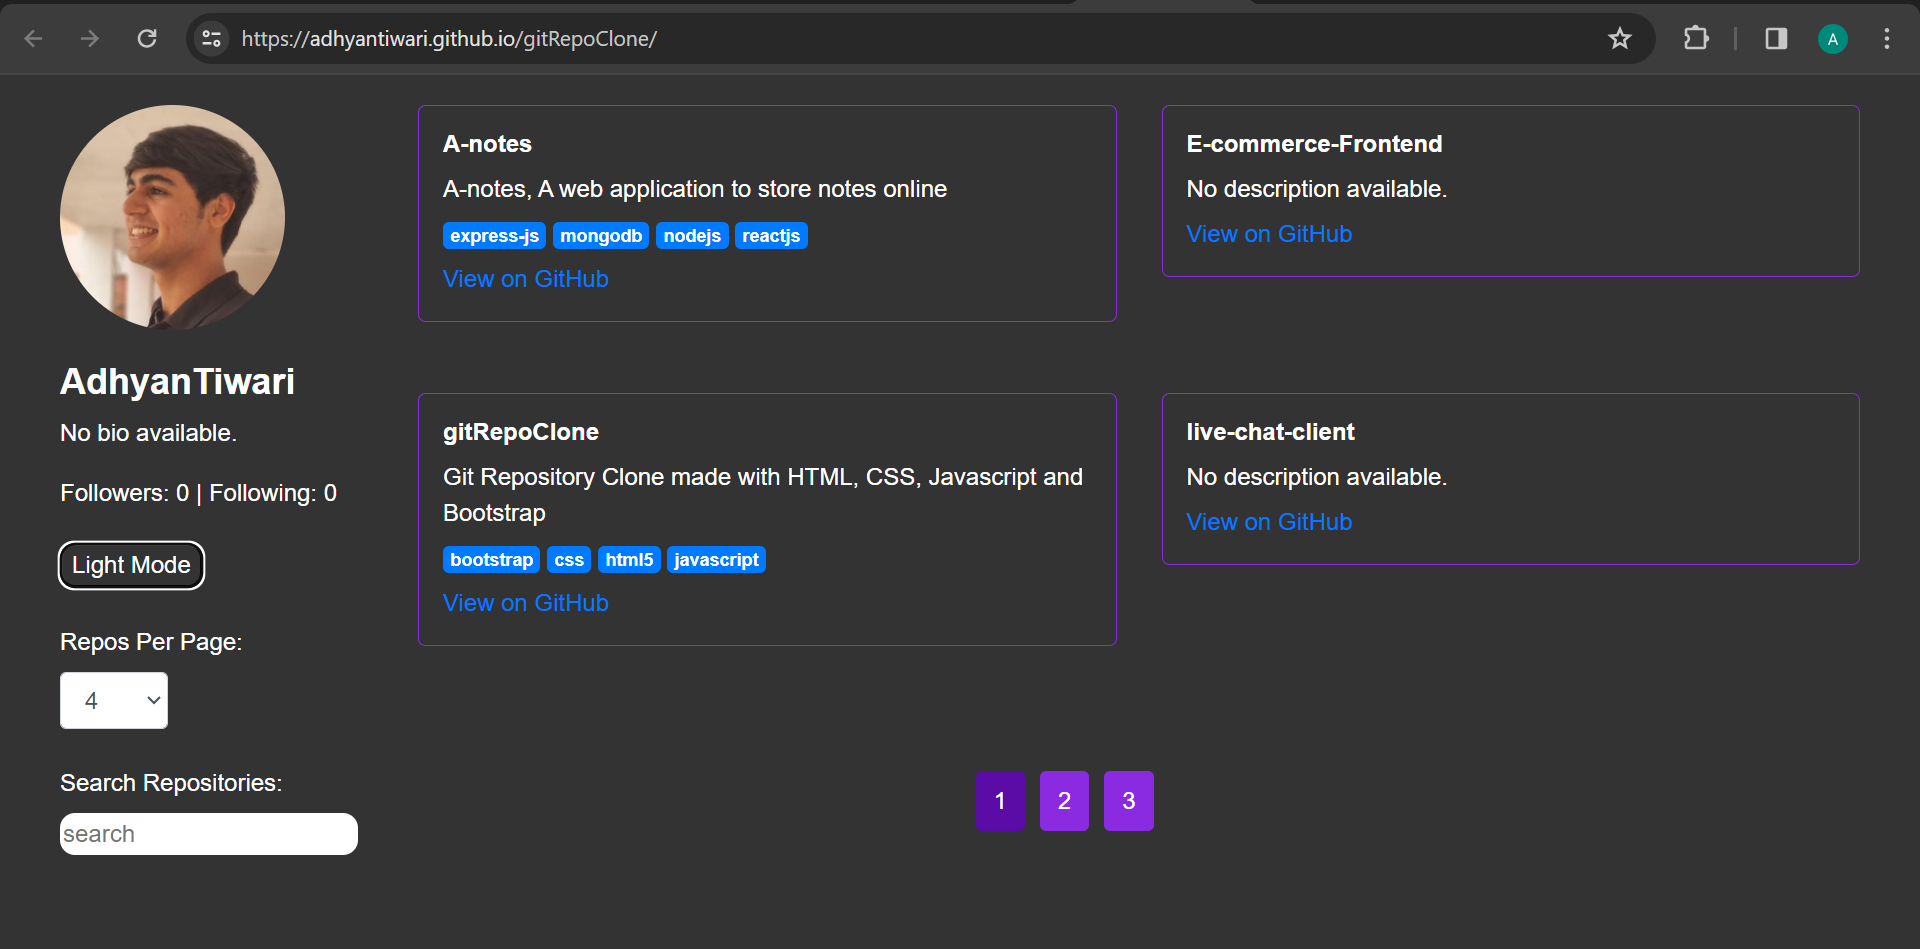 https://adhyantiwari.github.io/gitRepoClone/
A
AdhyanTiwari
No bio available.
Followers: 0 | Following: 0
Light Mode
Repos Per Page:
4
Search Repositories:
search
A-notes
A-notes, A web application to store notes online
express-js mongodb nodejs reactjs
View on GitHub
E-commerce-Frontend
No description available.
View on GitHub
gitRepoClone
Git Repository Clone made with HTML, CSS, Javascript and
Bootstrap
bootstrap css html5 javascript
View on GitHub
live-chat-client
No description available.
View on GitHub
1 2 3